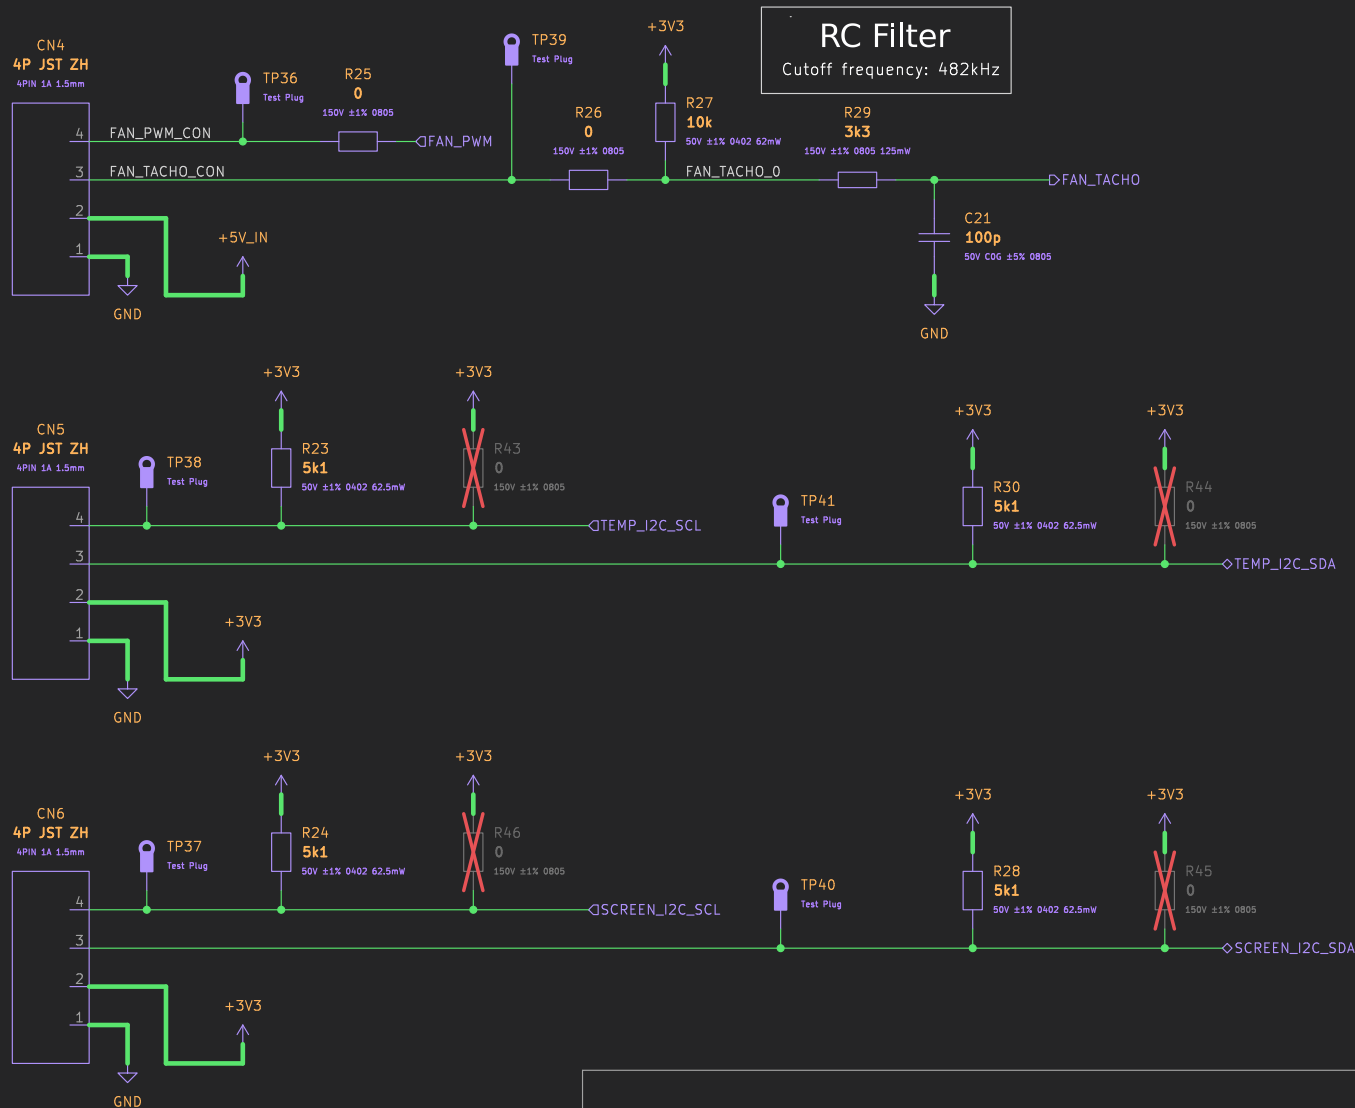 RC Filter
Cutoff frequency: 482kHz
CN4
4P JST ZH
4PIN 1A 1.5mm
4
3
2
1
FAN_PWM_CON
FAN_TACHO_CON
TP36
Test Plug
R25
0
150V ±1% 0805
FAN_PWM
TP39
Test Plug
R26
0
150V ±1% 0805
+3V3
R27
10k
50V ±1% 0402 62mW
FAN_TACHO_0
R29
3k3
150V ±1% 0805 125mW
FAN_TACHO
C21
100p
50V C0G ±5% 0805
GND
+5V_IN
GND
CN5
4P JST ZH
4PIN 1A 1.5mm
4
3
2
1
TP38
Test Plug
+3V3
R23
5k1
50V ±1% 0402 62.5mW
+3V3
R43
0
150V ±1% 0805
TEMP_I2C_SCL
TP41
Test Plug
+3V3
R30
5k1
50V ±1% 0402 62.5mW
+3V3
R44
0
150V ±1% 0805
TEMP_I2C_SDA
+3V3
GND
CN6
4P JST ZH
4PIN 1A 1.5mm
4
3
2
1
TP37
Test Plug
+3V3
R24
5k1
50V ±1% 0402 62.5mW
+3V3
R46
0
150V ±1% 0805
SCREEN_I2C_SCL
TP40
Test Plug
+3V3
R28
5k1
50V ±1% 0402 62.5mW
+3V3
R45
0
150V ±1% 0805
SCREEN_I2C_SDA
+3V3
GND